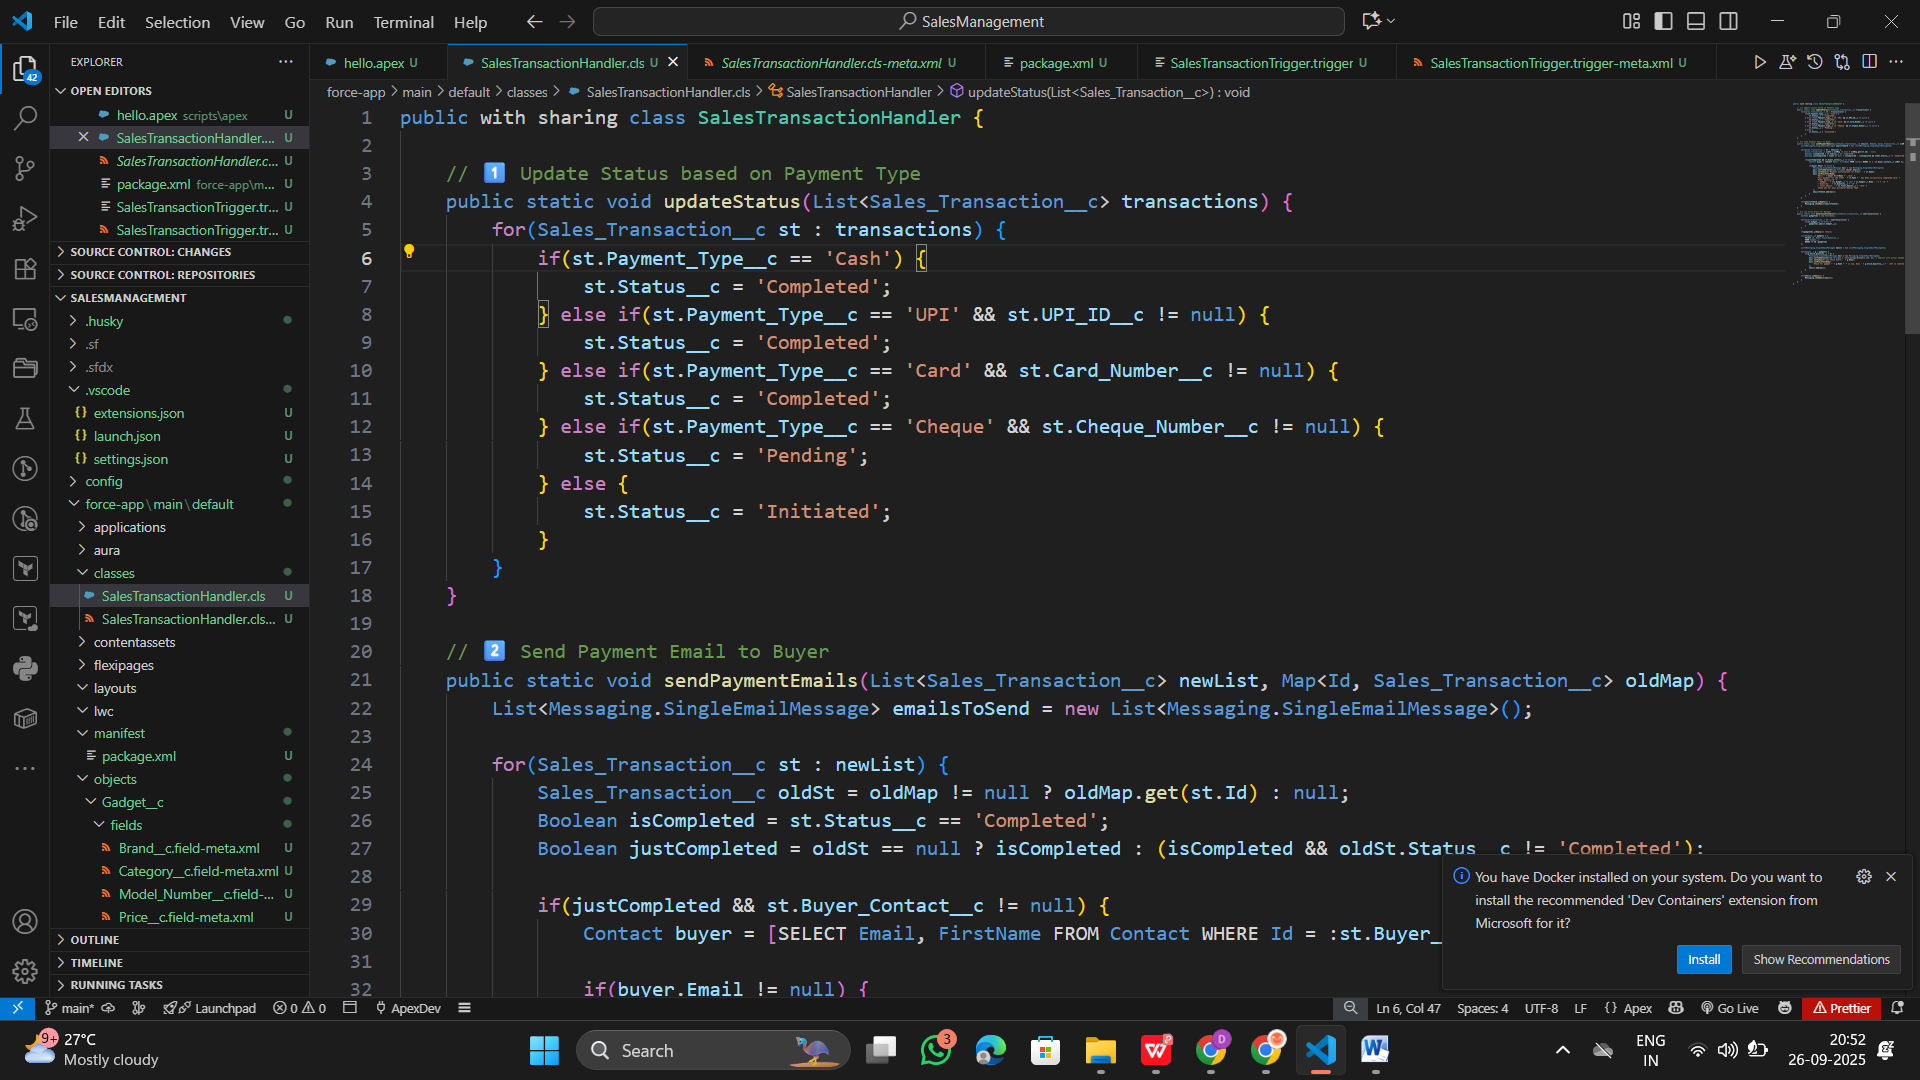 File Edit Selection View Go Run Terminal Help
SalesManagement
EXPLORER
42
OPEN EDITORS
hello.apex scripts\apex U
SalesTransactionHandler.... U
SalesTransactionHandler.c... U
package.xml force-app\m... U
SalesTransactionTrigger.tr... U
SalesTransactionTrigger.tr... U
SOURCE CONTROL: CHANGES
SOURCE CONTROL: REPOSITORIES
SALESMANAGEMENT
.husky
.sf
.sfdx
.vscode
extensions.json U
launch.json U
settings.json U
config
force-app\main\default
applications
aura
classes
SalesTransactionHandler.cls U
SalesTransactionHandler.cls... U
contentassets
flexipages
layouts
lwc
manifest
package.xml U
objects
Gadget__c
fields
Brand__c.field-meta.xml U
Category__c.field-meta.xml U
Model_Number__c.field-... U
Price__c.field-meta.xml U
OUTLINE
TIMELINE
RUNNING TASKS
hello.apex U
SalesTransactionHandler.cls U
SalesTransactionHandler.cls-meta.xml U
package.xml U
SalesTransactionTrigger.trigger U
SalesTransactionTrigger.trigger-meta.xml U
force-app > main > default > classes > SalesTransactionHandler.cls > SalesTransactionHandler > updateStatus(List<Sales_Transaction__c>) : void
1 public with sharing class SalesTransactionHandler {
2
3 // 1️⃣ Update Status based on Payment Type
4 public static void updateStatus(List<Sales_Transaction__c> transactions) {
5 for(Sales_Transaction__c st : transactions) {
6 if(st.Payment_Type__c == 'Cash') {
7 st.Status__c = 'Completed';
8 } else if(st.Payment_Type__c == 'UPI' && st.UPI_ID__c != null) {
9 st.Status__c = 'Completed';
10 } else if(st.Payment_Type__c == 'Card' && st.Card_Number__c != null) {
11 st.Status__c = 'Completed';
12 } else if(st.Payment_Type__c == 'Cheque' && st.Cheque_Number__c != null) {
13 st.Status__c = 'Pending';
14 } else {
15 st.Status__c = 'Initiated';
16 }
17 }
18 }
19
20 // 2️⃣ Send Payment Email to Buyer
21 public static void sendPaymentEmails(List<Sales_Transaction__c> newList, Map<Id, Sales_Transaction__c> oldMap) {
22 List<Messaging.SingleEmailMessage> emailsToSend = new List<Messaging.SingleEmailMessage>();
23
24 for(Sales_Transaction__c st : newList) {
25 Sales_Transaction__c oldSt = oldMap != null ? oldMap.get(st.Id) : null;
26 Boolean isCompleted = st.Status__c == 'Completed';
27 Boolean justCompleted = oldSt == null ? isCompleted : (isCompleted && oldSt.Status__c != 'Completed');
28
29 if(justCompleted && st.Buyer_Contact__c != null) {
30 Contact buyer = [SELECT Email, FirstName FROM Contact WHERE Id = :st.Buyer_
31
32 if(buyer.Email != null) {
You have Docker installed on your system. Do you want to
install the recommended 'Dev Containers' extension from
Microsoft for it?
Install Show Recommendations
main* Launchpad 0 0 ApexDev Ln 6, Col 47 Spaces: 4 UTF-8 LF {} Apex Go Live Prettier
9+ 27°C
Mostly cloudy
Search
3
D
ENG
IN
20:52
26-09-2025